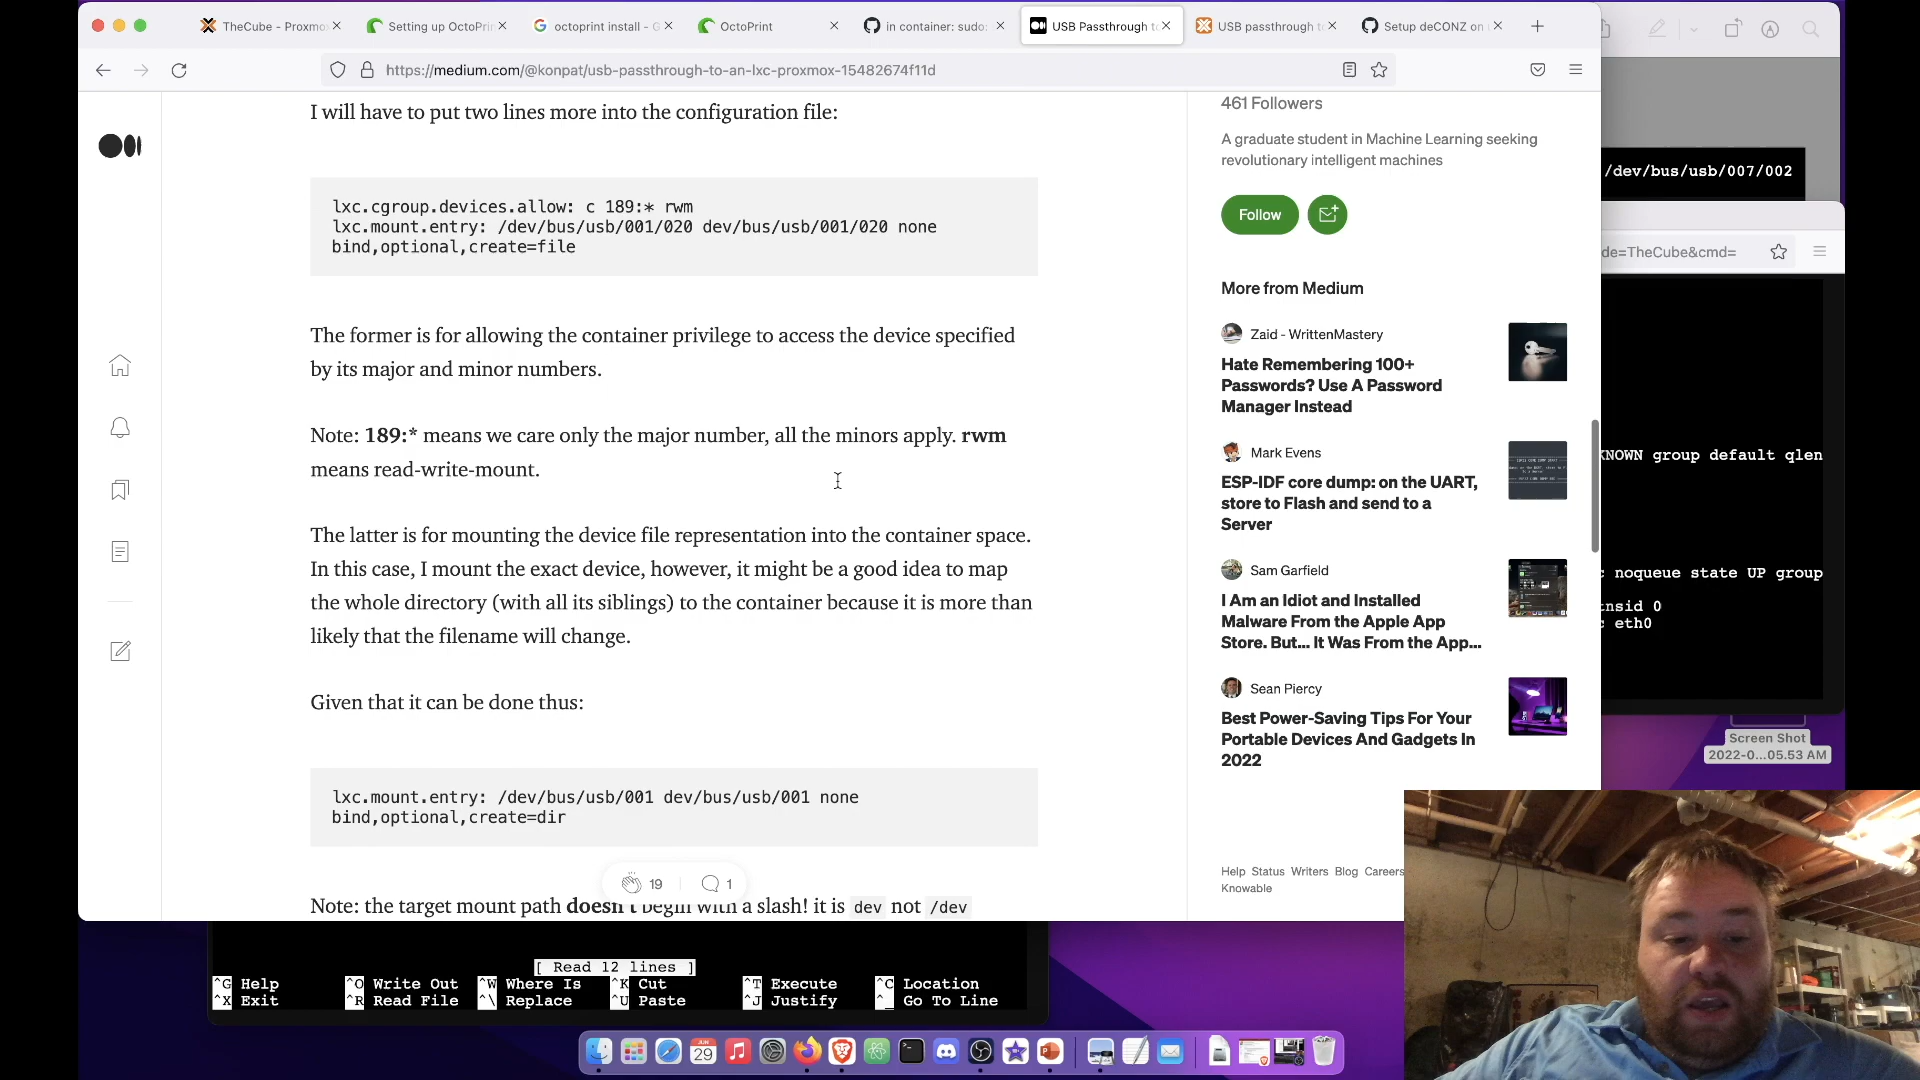 TheCube - Proxmo
Setting up OctoPri
octoprint install - G
OctoPrint
in container: sudo:
USB Passthrough to
USB passthrough to
Setup deCONZ on
https://medium.com/@konpat/usb-passthrough-to-an-lxc-proxmox-15482674f11d
I will have to put two lines more into the configuration file:
lxc.cgroup.devices.allow: c 189:* rwm
lxc.mount.entry: /dev/bus/usb/001/020 dev/bus/usb/001/020 none
bind,optional,create=file
The former is for allowing the container privilege to access the device specified
by its major and minor numbers.
Note: 189:* means we care only the major number, all the minors apply. rwm
means read-write-mount.
The latter is for mounting the device file representation into the container space.
In this case, I mount the exact device, however, it might be a good idea to map
the whole directory (with all its siblings) to the container because it is more than
likely that the filename will change.
Given that it can be done thus:
lxc.mount.entry: /dev/bus/usb/001 dev/bus/usb/001 none
bind,optional,create=dir
19
1
Note: the target mount path doesn't begin with a slash! it is dev not /dev
461 Followers
A graduate student in Machine Learning seeking
revolutionary intelligent machines
Follow
More from Medium
Zaid - WrittenMastery
Hate Remembering 100+
Passwords? Use A Password
Manager Instead
Mark Evens
ESP-IDF core dump: on the UART,
store to Flash and send to a
Server
Sam Garfield
I Am an Idiot and Installed
Malware From the Apple App
Store. But... It Was From the App...
Sean Piercy
Best Power-Saving Tips For Your
Portable Devices And Gadgets In
2022
Help Status Writers Blog Careers
Knowable
/dev/bus/usb/007/002
de=TheCube&cmd=
KNOWN group default qlen
c noqueue state UP group
tnsid 0
c eth0
Screen Shot
2022-0...05.53 AM
[ Read 12 lines ]
^G Help ^O Write Out ^W Where Is ^K Cut ^T Execute ^C Location
^X Exit ^R Read File ^\ Replace ^U Paste ^J Justify ^_ Go To Line
JUN
29